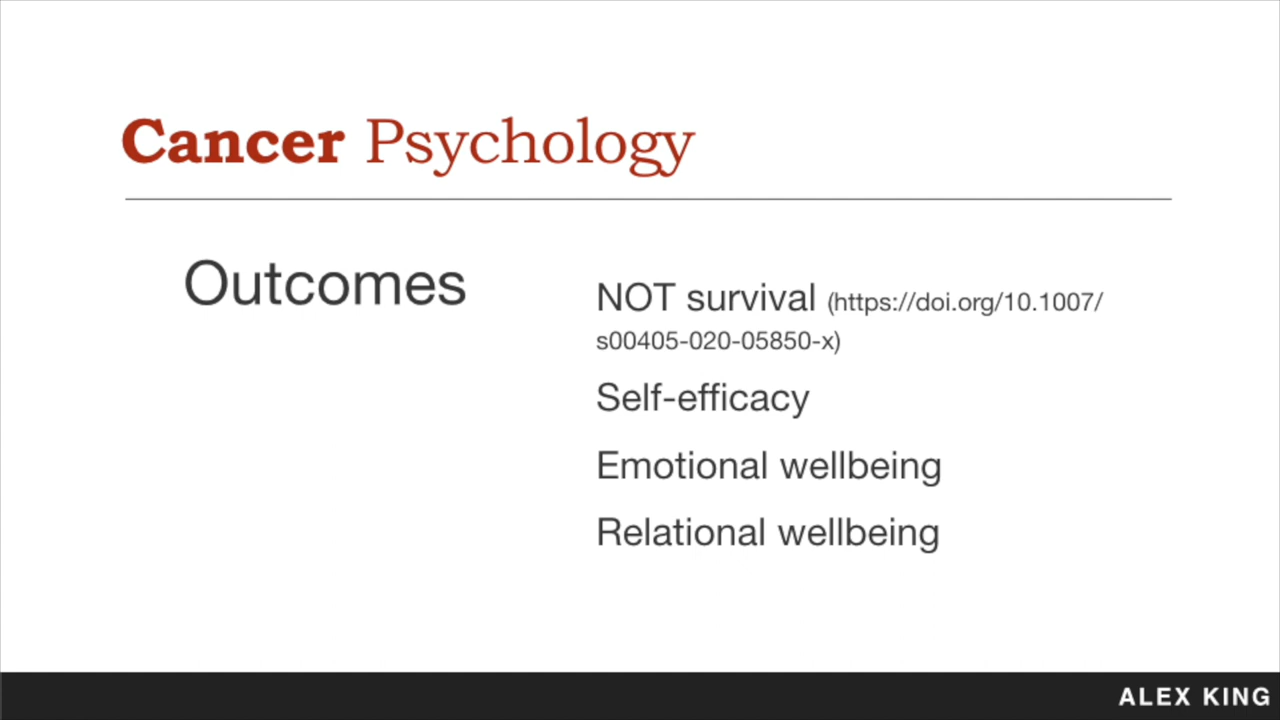 Cancer Psychology
Outcomes
NOT survival (https://doi.org/10.1007/
s00405-020-05850-x)
Self-efficacy
Emotional wellbeing
Relational wellbeing
ALEX KING